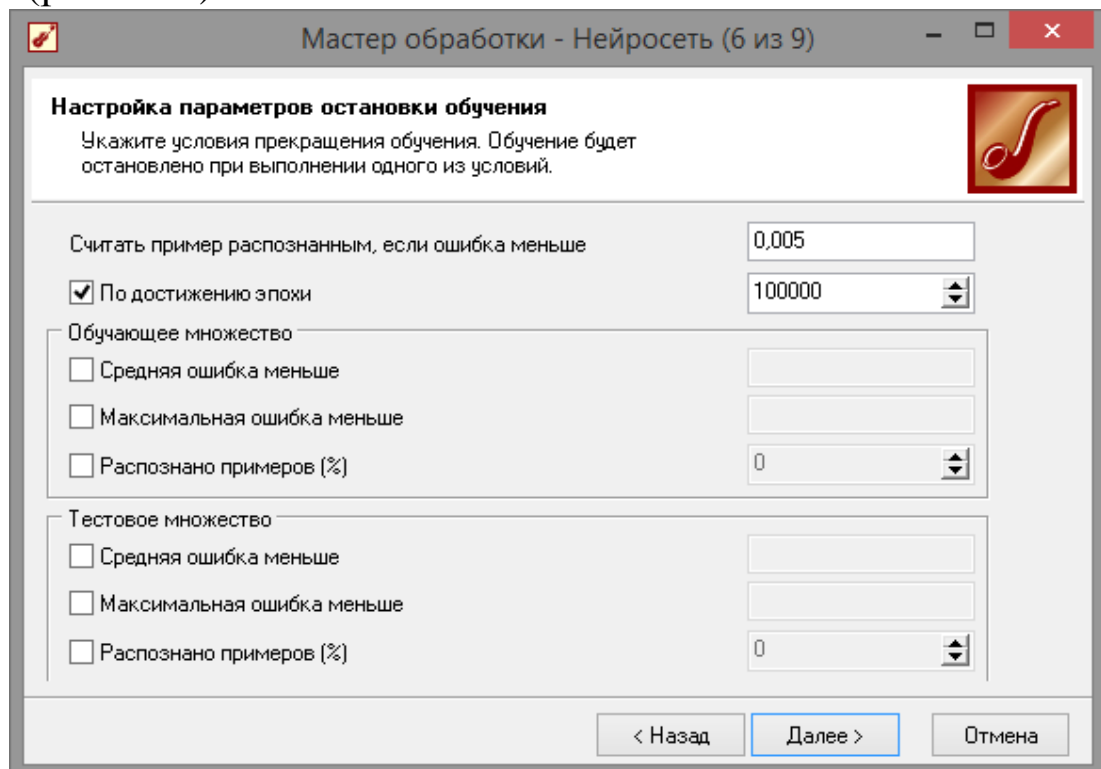 Мастер обработки - Нейросеть (6 из 9)
Настройка параметров остановки обучения
Укажите условия прекращения обучения. Обучение будет
остановлено при выполнении одного из условий.
Считать пример распознанным, если ошибка меньше 0,005
По достижению эпохи 100000
Обучающее множество
Средняя ошибка меньше
Максимальная ошибка меньше
Распознано примеров (%) 0
Тестовое множество
Средняя ошибка меньше
Максимальная ошибка меньше
Распознано примеров (%) 0
< Назад Далее > Отмена